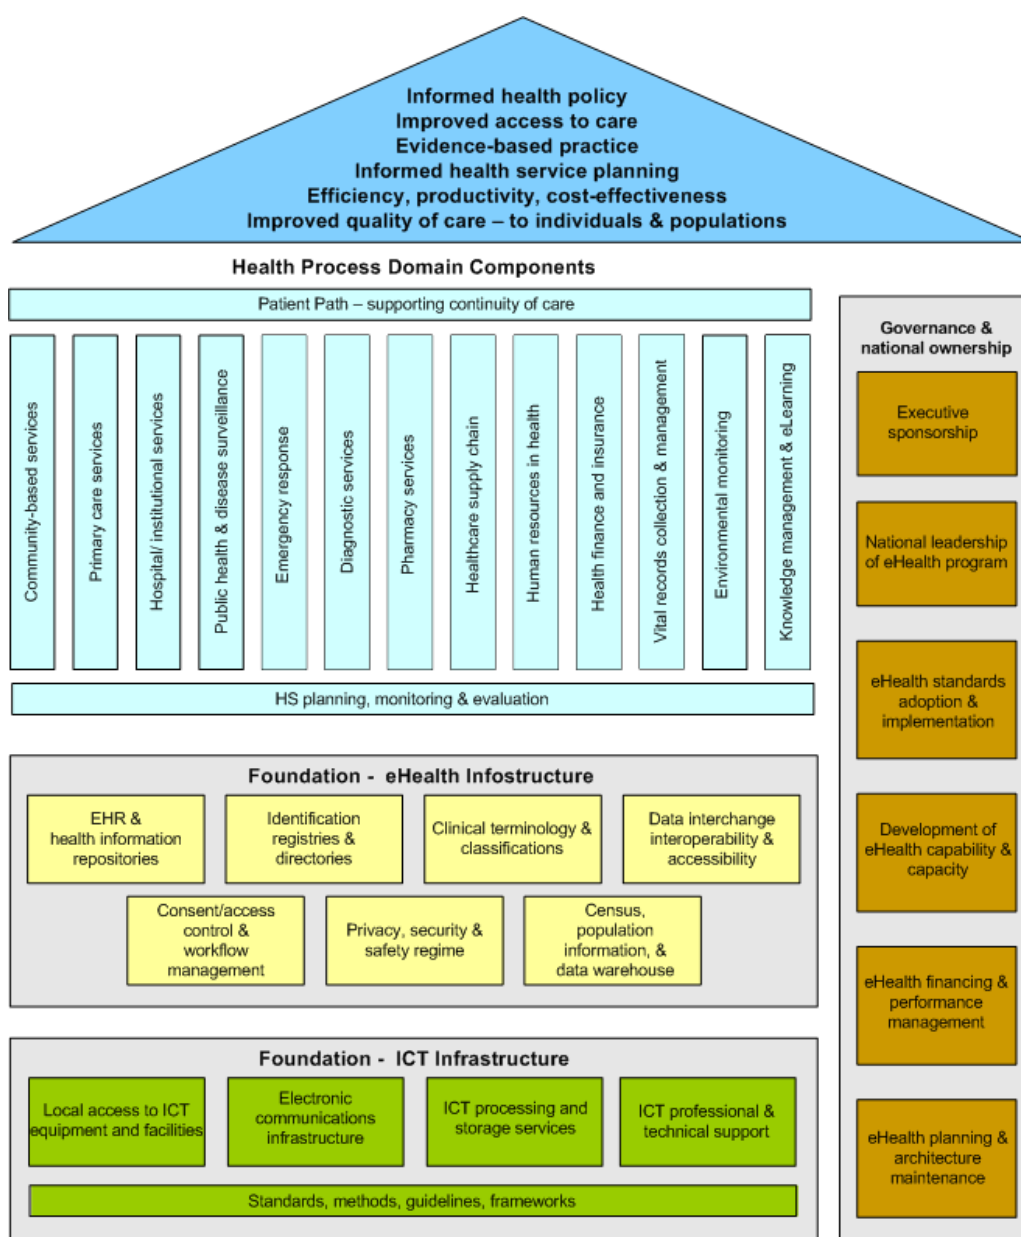 Informed health policy
Improved access to care
Evidence-based practice
Informed health service planning
Efficiency, productivity, cost-effectiveness
Improved quality of care – to individuals & populations
Health Process Domain Components
Patient Path – supporting continuity of care
Community-based services
Primary care services
Hospital/ institutional services
Public health & disease surveillance
Emergency response
Diagnostic services
Pharmacy services
Healthcare supply chain
Human resources in health
Health finance and insurance
Vital records collection & management
Environmental monitoring
Knowledge management & eLearning
HS planning, monitoring & evaluation
Foundation - eHealth Infostructure
EHR &
health information
repositories
Identification
registries &
directories
Clinical terminology &
classifications
Data interchange
interoperability &
accessibility
Consent/access
control &
workflow
management
Privacy, security &
safety regime
Census,
population
information, &
data warehouse
Foundation - ICT Infrastructure
Local access to ICT
equipment and facilities
Electronic
communications
infrastructure
ICT processing and
storage services
ICT professional &
technical support
Standards, methods, guidelines, frameworks
Governance &
national ownership
Executive
sponsorship
National leadership
of eHealth program
eHealth standards
adoption &
implementation
Development of
eHealth capability &
capacity
eHealth financing &
performance
management
eHealth planning &
architecture
maintenance